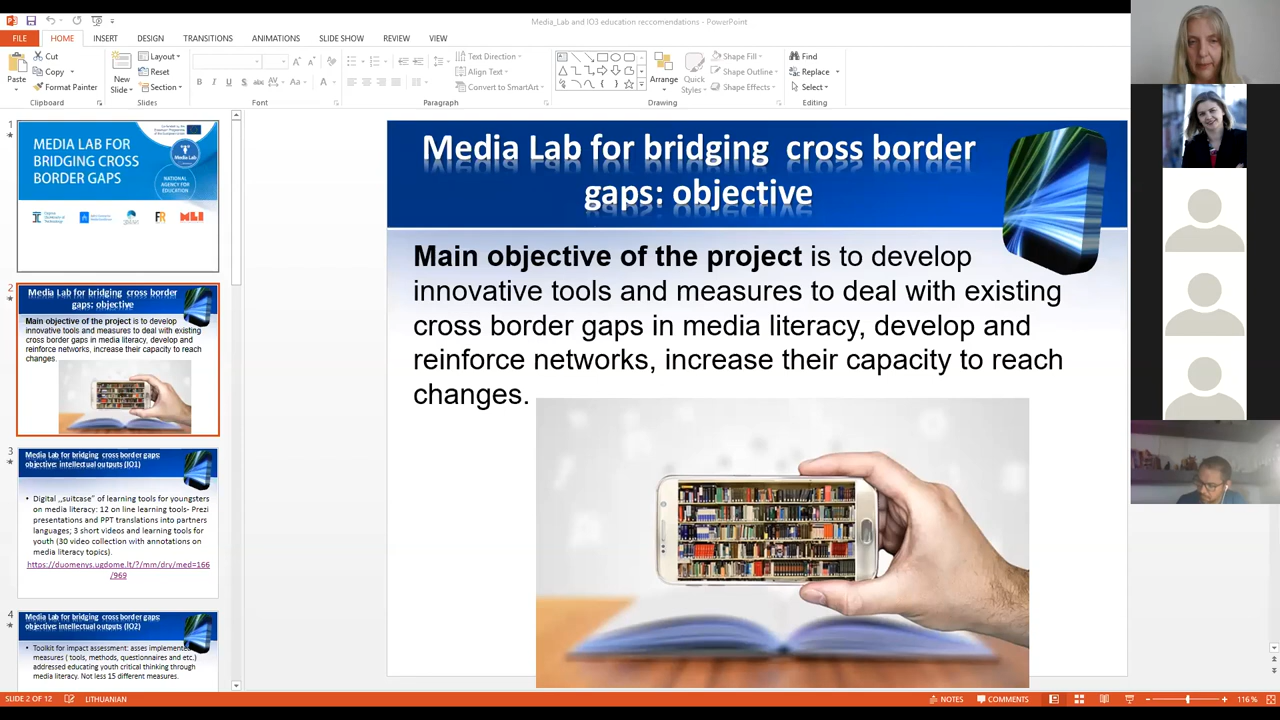 Media_Lab and IO3 education reccomendations - PowerPoint
FILE HOME INSERT DESIGN TRANSITIONS ANIMATIONS SLIDE SHOW REVIEW VIEW
Paste
Cut
Copy
Format Painter
Clipboard
New
Slide
Layout
Reset
Section
Slides
Font
Text Direction
Align Text
Convert to SmartArt
Paragraph
Arrange
Quick
Styles
Shape Fill
Shape Outline
Shape Effects
Drawing
Find
Replace
Select
Editing
1
MEDIA LAB FOR
BRIDGING CROSS
BORDER GAPS
Media Lab
NATIONAL
AGENCY FOR
EDUCATION
2
Media Lab for bridging cross border
gaps: objective
Main objective of the project is to develop
innovative tools and measures to deal with existing
cross border gaps in media literacy, develop and
reinforce networks, increase their capacity to reach
changes.
3
Media Lab for bridging cross border gaps:
objective: intellectual outputs (IO1)
• Digital ,,suitcase" of learning tools for youngsters
on media literacy: 12 on line learning tools- Prezi
presentations and PPT translations into partners
languages; 3 short videos and learning tools for
youth (30 video collection with annotations on
media literacy topics).
https://duomenys.ugdome.lt/?/mm/dry/med=166
/969
4
Media Lab for bridging cross border gaps:
objective: intellectual outputs (IO2)
• Toolkit for impact assessment: asses implemented
measures ( tools, methods, questionnaires and etc.)
addressed educating youth critical thinking through
media literacy. Not less 15 different measures.
Media Lab for bridging cross border
gaps: objective
Main objective of the project is to develop
innovative tools and measures to deal with existing
cross border gaps in media literacy, develop and
reinforce networks, increase their capacity to reach
changes.
SLIDE 2 OF 12 LITHUANIAN NOTES COMMENTS 116 %